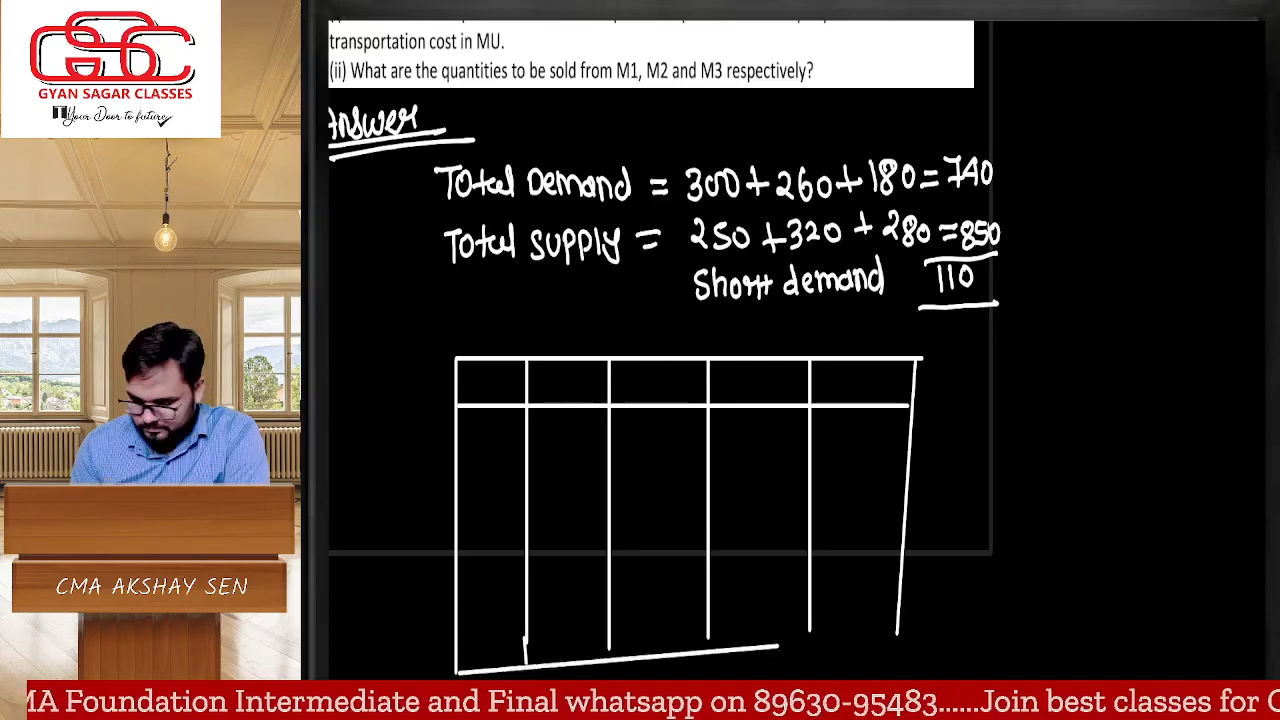 GSC
GYAN SAGAR CLASSES
Your Door to future
transportation cost in MU.
(ii) What are the quantities to be sold from M1, M2 and M3 respectively?
Answer
Total Demand = 300 + 260 + 180 = 740
Total supply = 250 + 320 + 280 = 850
Short demand 110
CMA AKSHAY SEN
MA Foundation Intermediate and Final whatsapp on 89630-95483......Join best classes for C